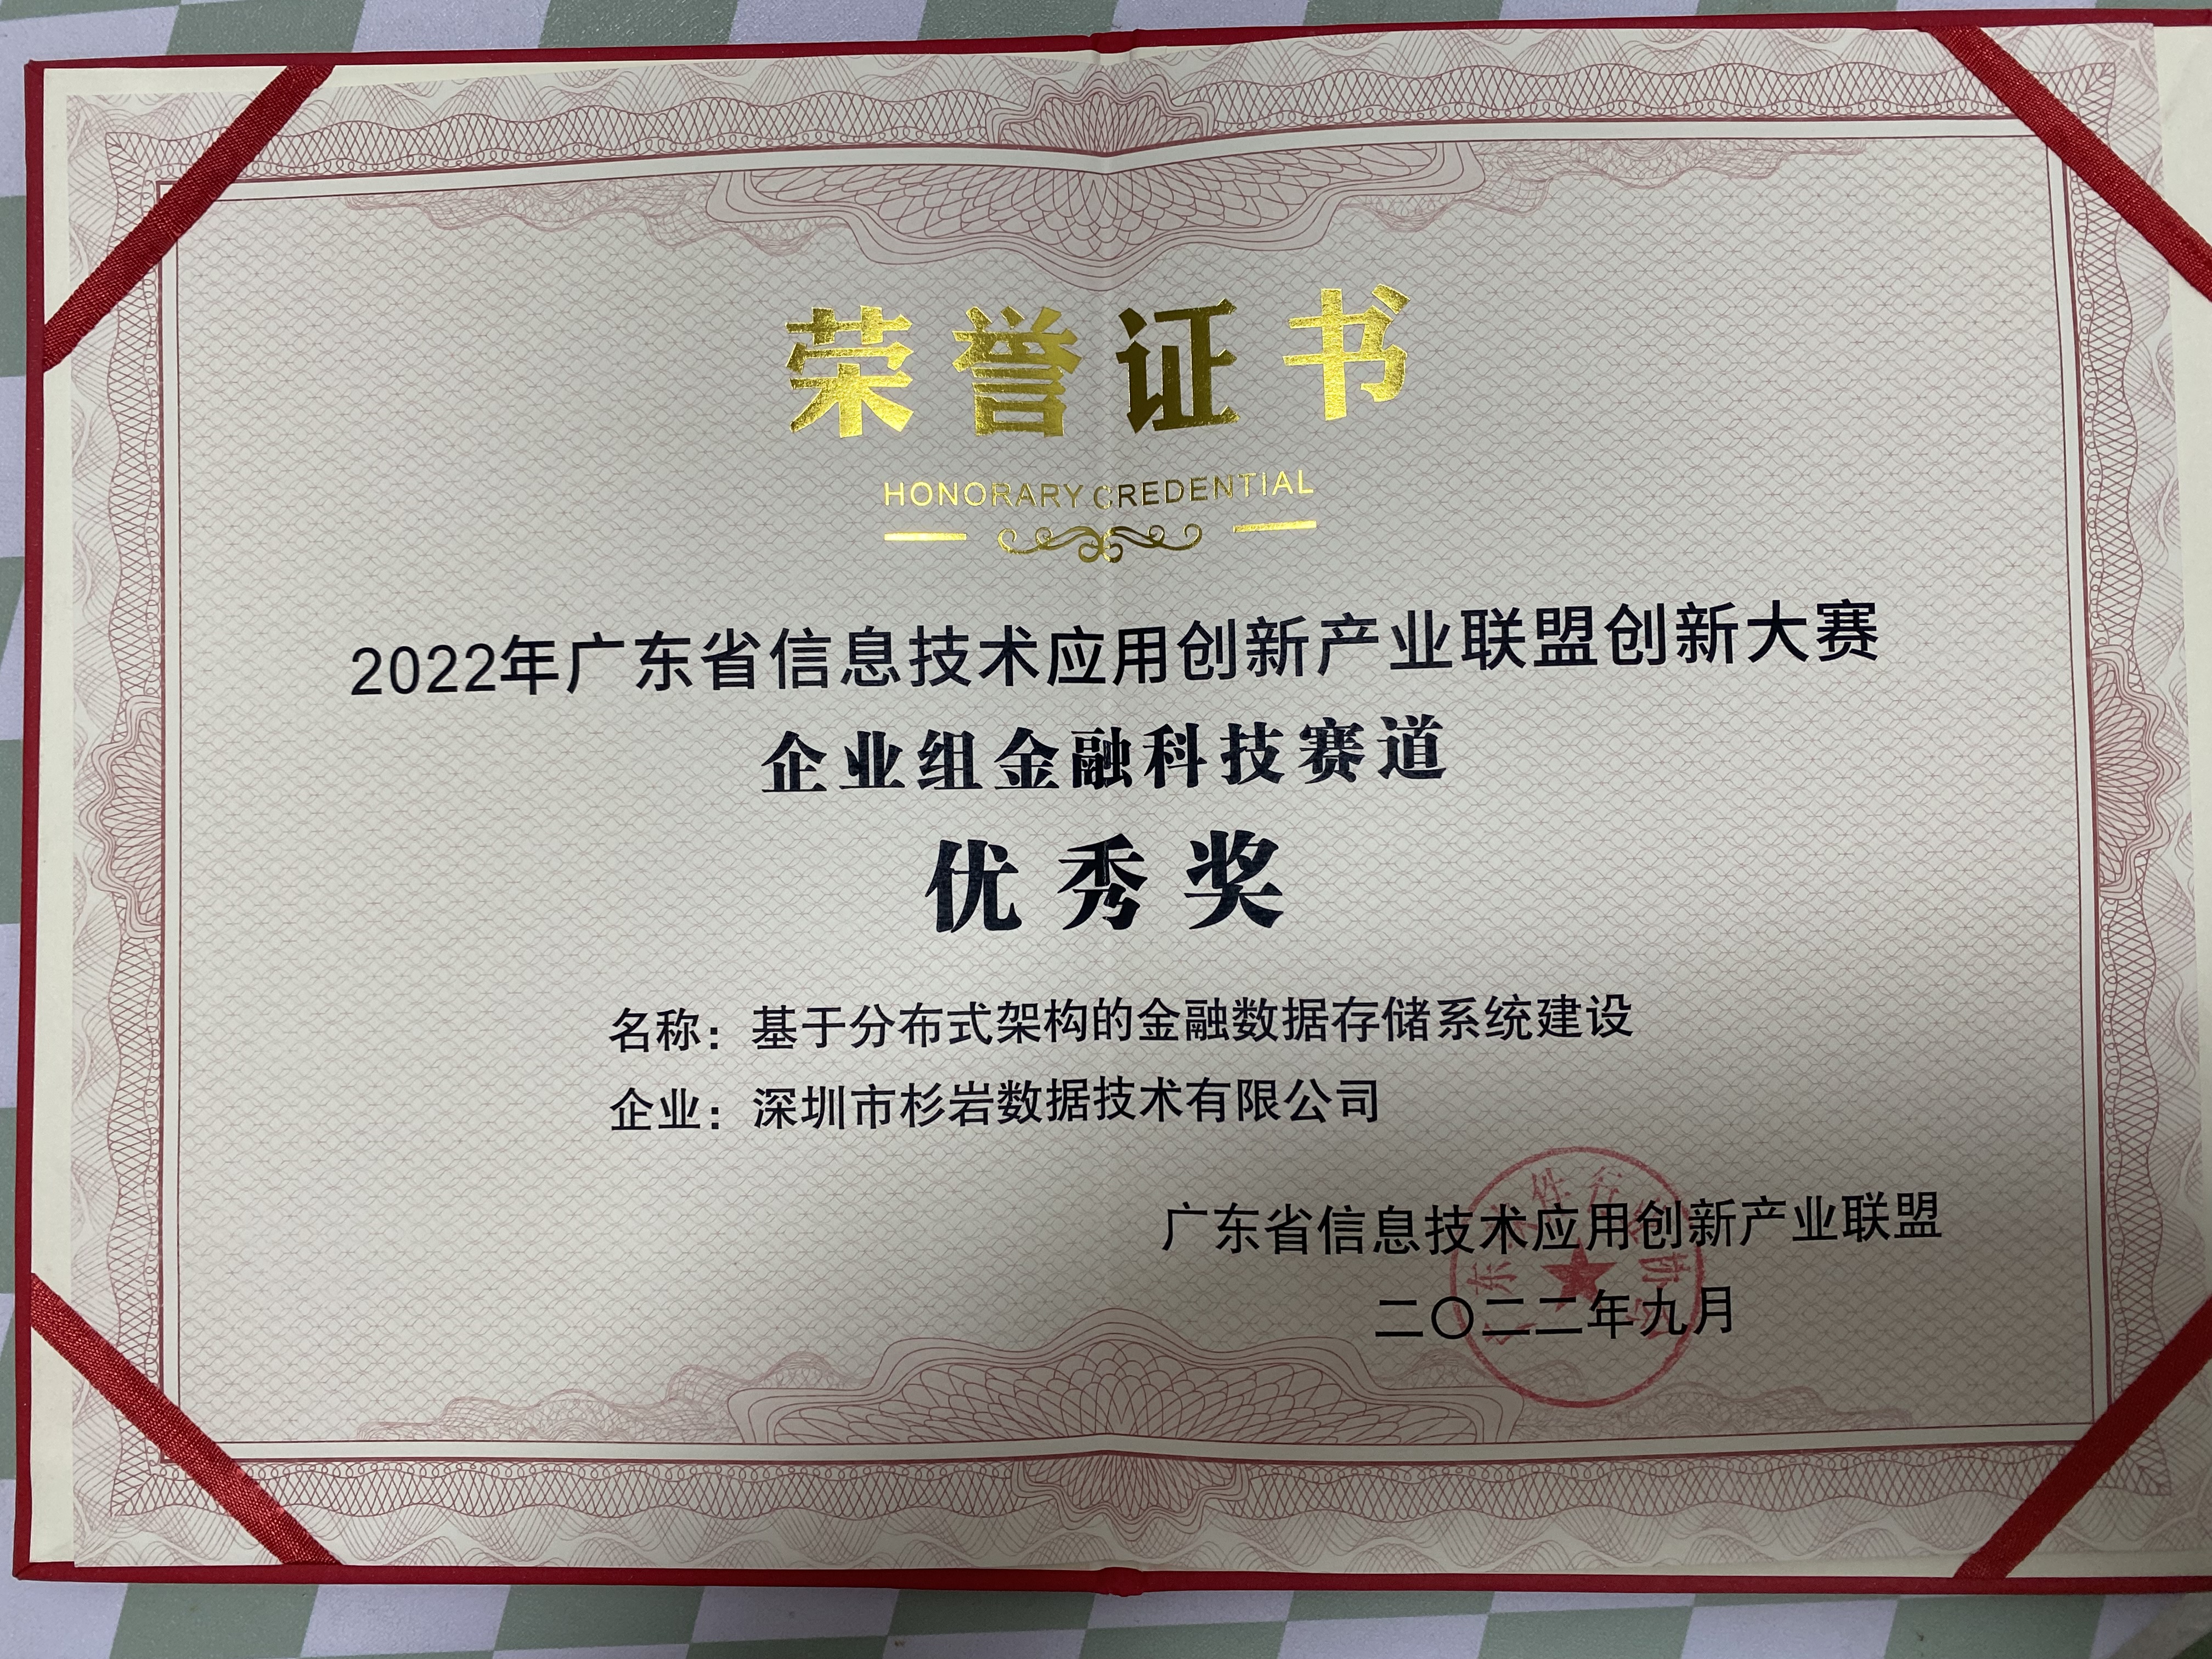 荣誉证书
HONORARY CREDENTIAL
2022年广东省信息技术应用创新产业联盟创新大赛
企业组金融科技赛道
优秀奖
名称：基于分布式架构的金融数据存储系统建设
企业：深圳市杉岩数据技术有限公司
广东省信息技术应用创新产业联盟
二〇二二年九月